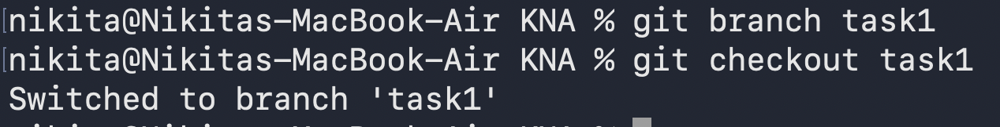 [nikita@Nikitas-MacBook-Air KNA % git branch task1
[nikita@Nikitas-MacBook-Air KNA % git checkout task1
Switched to branch 'task1'